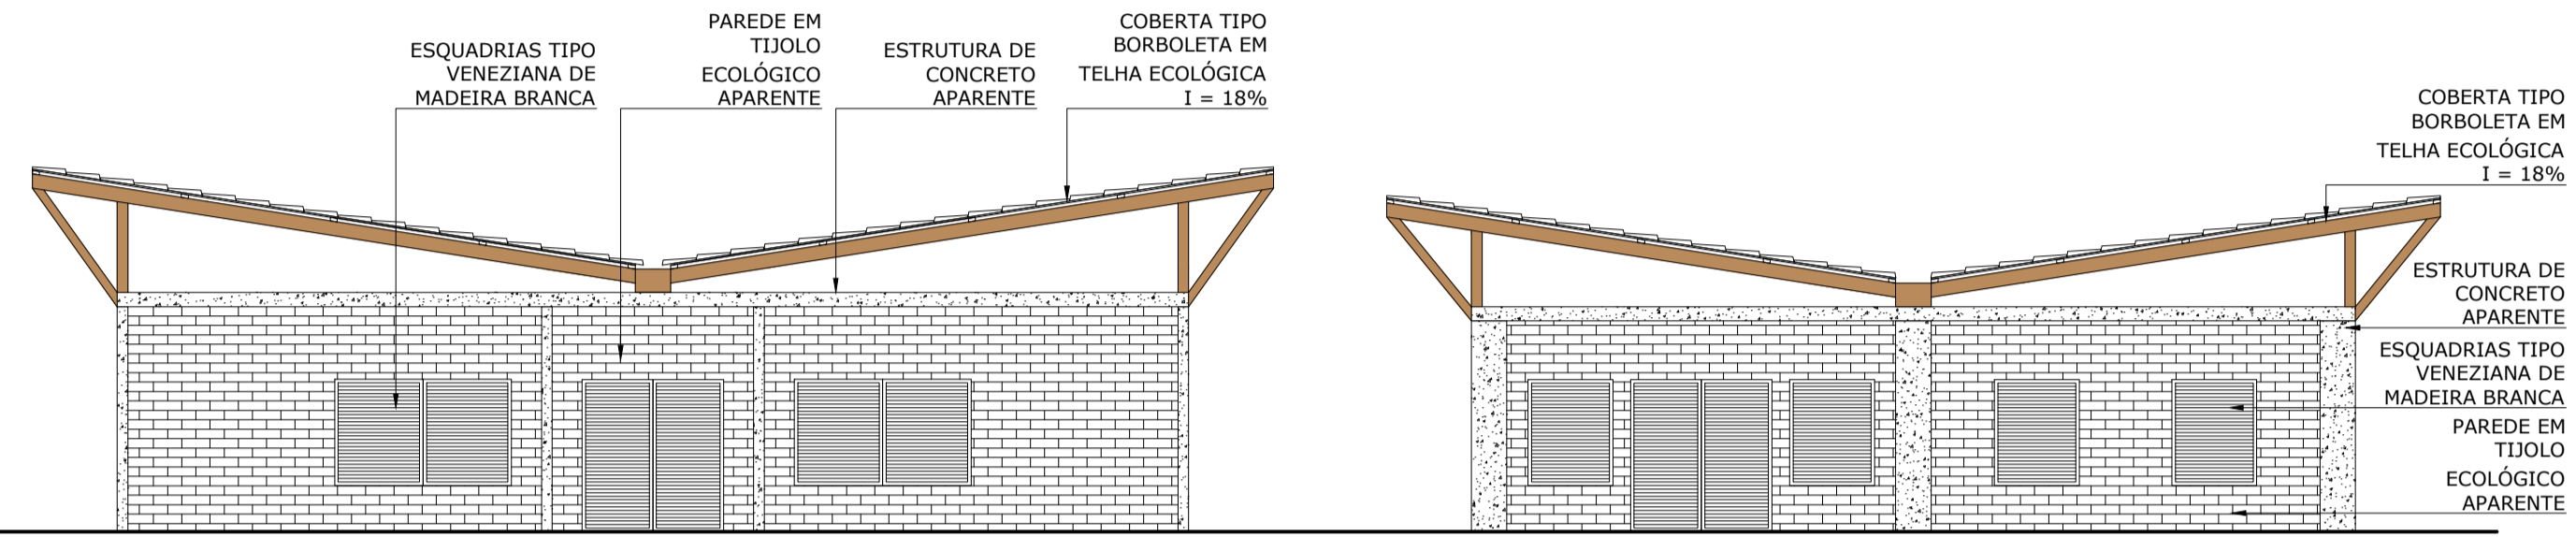 ESQUADRIAS TIPO
VENEZIANA DE
MADEIRA BRANCA
PAREDE EM
TIJOLO
ECOLÓGICO
APARENTE
ESTRUTURA DE
CONCRETO
APARENTE
COBERTA TIPO
BORBOLETA EM
TELHA ECOLÓGICA
I = 18%
COBERTA TIPO
BORBOLETA EM
TELHA ECOLÓGICA
I = 18%
ESTRUTURA DE
CONCRETO
APARENTE
ESQUADRIAS TIPO
VENEZIANA DE
MADEIRA BRANCA
PAREDE EM
TIJOLO
ECOLÓGICO
APARENTE